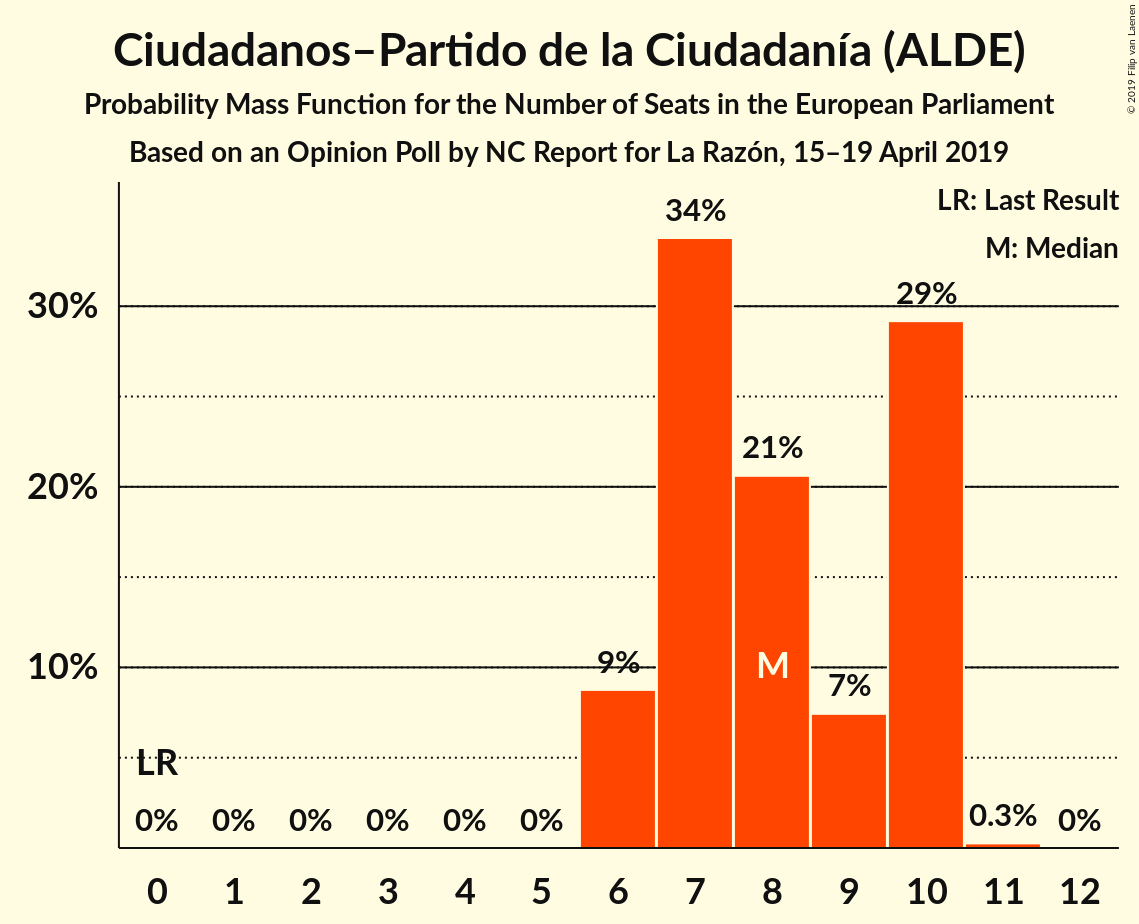 Ciudadanos–Partido de la Ciudadanía (ALDE)
Probability Mass Function for the Number of Seats in the European Parliament
Based on an Opinion Poll by NC Report for La Razón, 15–19 April 2019
© 2019 Filip van Laenen
LR: Last Result
M: Median
34%
29%
30%
21%
20%
9%
M
7%
10%
LR
0% 0% 0% 0% 0% 0% 0.3% 0%
0 1 2 3 4 5 6 7 8 9 10 11 12